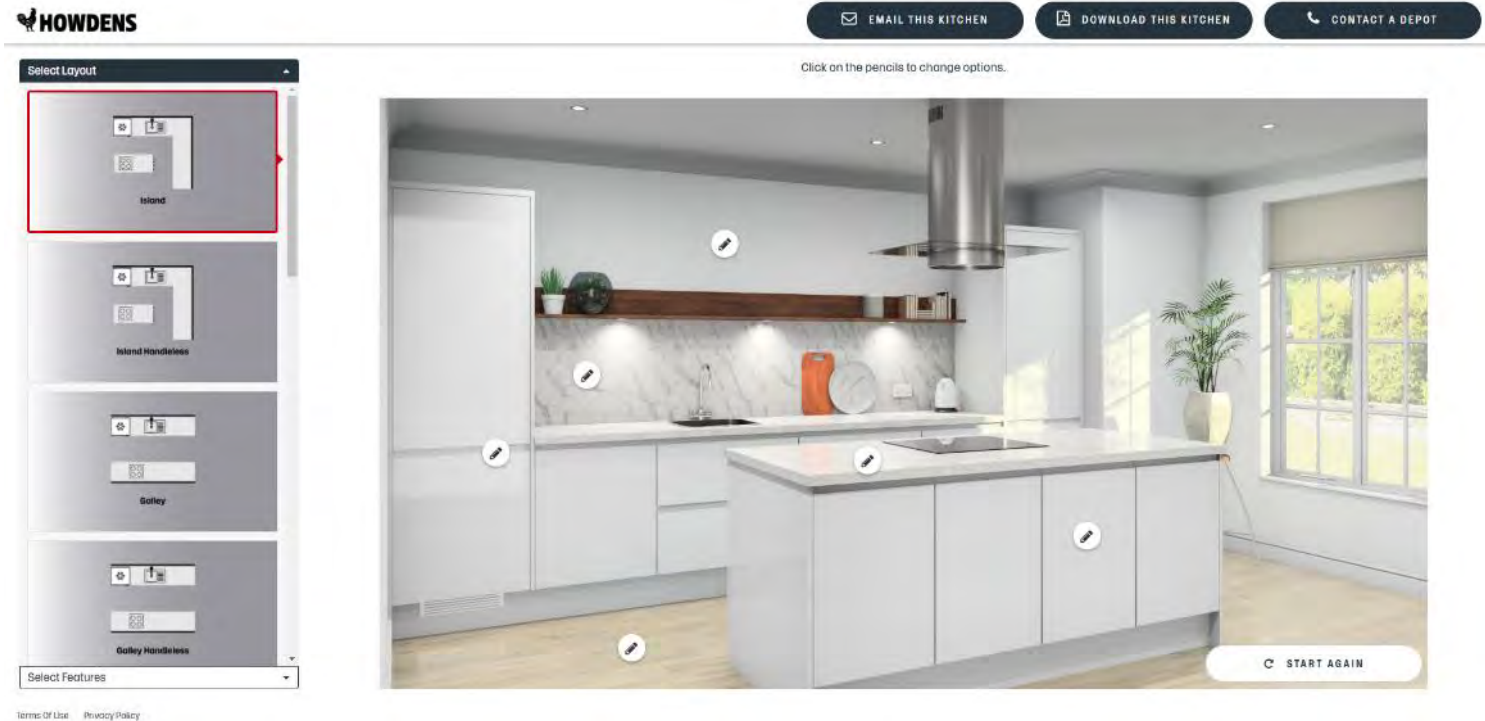 HOWDENS
EMAIL THIS KITCHEN
DOWNLOAD THIS KITCHEN
CONTACT A DEPOT
Select Layout
Click on the pencils to change options.
Island
Island Handleless
Galley
Galley Handleless
START AGAIN
Select Features
Terms Of Use Privacy Policy